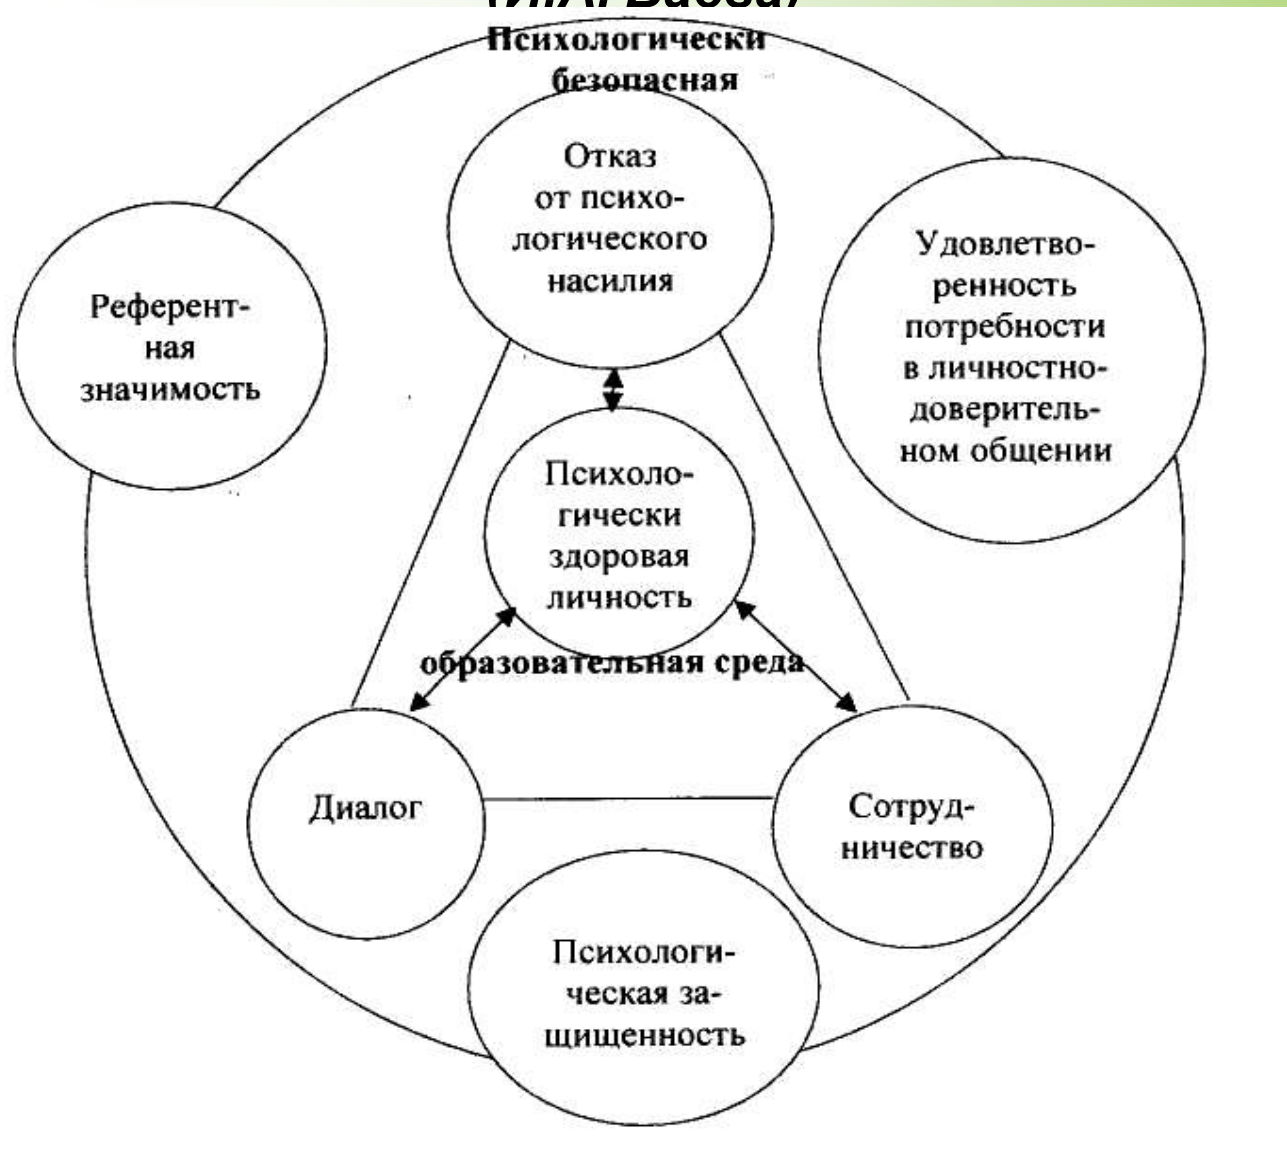 Психологически
безопасная
Отказ
от психо-
логического
насилия
Референт-
ная
значимость
Удовлетво-
ренность
потребности
в личностно-
доверитель-
ном общении
Психоло-
гически
здоровая
личность
образовательная среда
Диалог
Сотруд-
ничество
Психологи-
ческая за-
щищенность